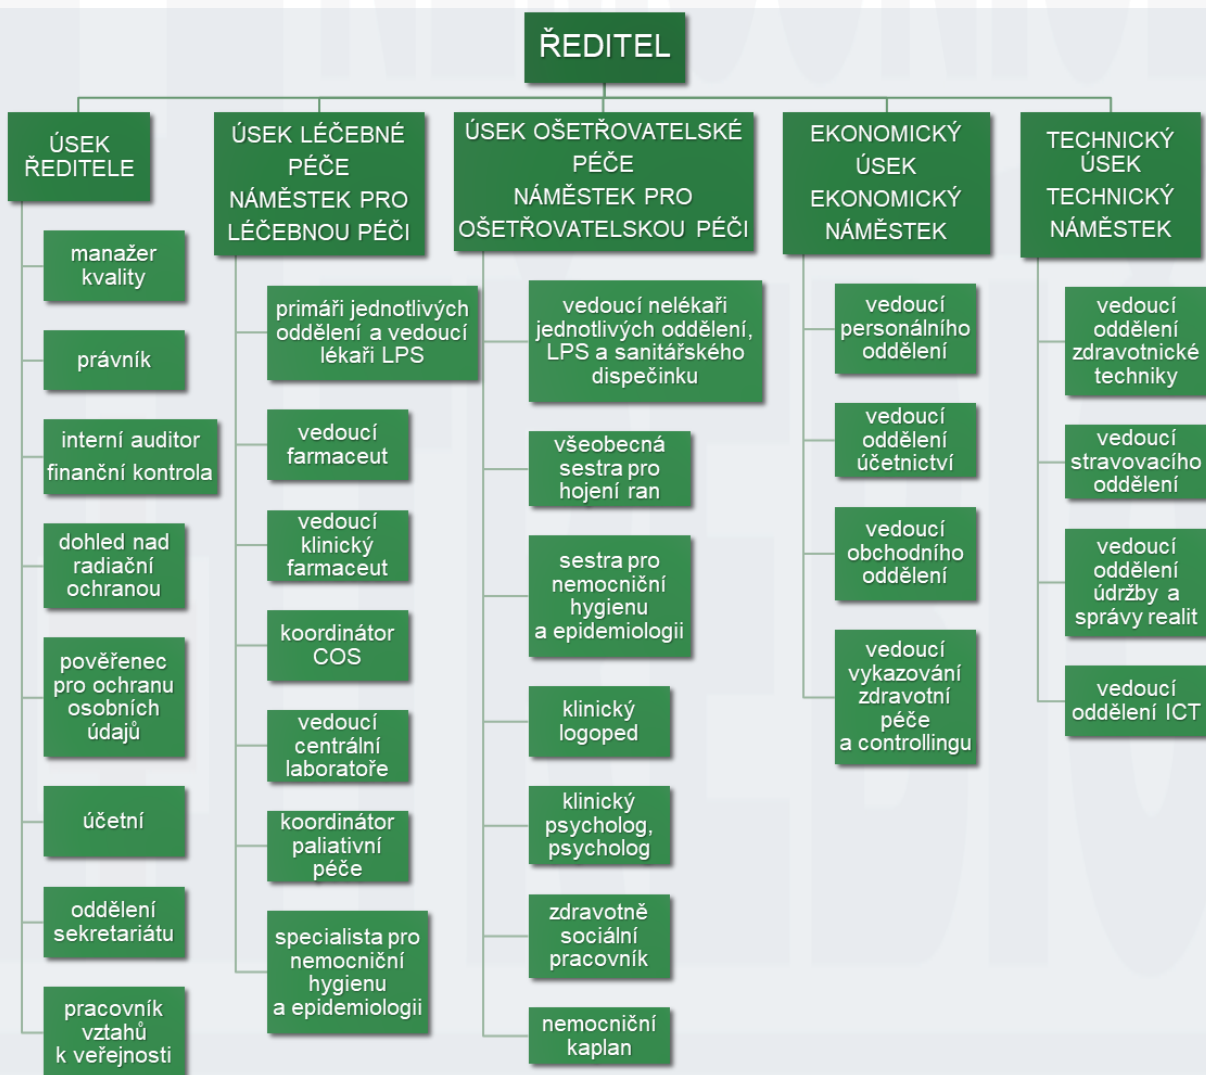 ŘEDITEL
ÚSEK
ŘEDITELE
manažer
kvality
právník
interní auditor
finanční kontrola
dohled nad
radiační
ochranou
pověřenec
pro ochranu
osobních
údajů
účetní
oddělení
sekretariátu
pracovník
vztahů
k veřejnosti
ÚSEK LÉČEBNÉ
PÉČE
NÁMĚSTEK PRO
LÉČEBNOU PÉČI
primáři jednotlivých
oddělení a vedoucí
lékaři LPS
vedoucí
farmaceut
vedoucí
klinický
farmaceut
koordinátor
COS
vedoucí
centrální
laboratoře
koordinátor
paliativní
péče
specialista pro
nemocniční
hygienu
a epidemiologii
ÚSEK OŠETŘOVATELSKÉ
PÉČE
NÁMĚSTEK PRO
OŠETŘOVATELSKOU PÉČI
vedoucí nelékaři
jednotlivých oddělení,
LPS a sanitářského
dispečinku
všeobecná
sestra pro
hojení ran
sestra pro
nemocniční
hygienu
a epidemiologii
klinický
logoped
klinický
psycholog,
psycholog
zdravotně
sociální
pracovník
nemocniční
kaplan
EKONOMICKÝ
ÚSEK
EKONOMICKÝ
NÁMĚSTEK
vedoucí
personálního
oddělení
vedoucí
oddělení
účetnictví
vedoucí
obchodního
oddělení
vedoucí
vykazování
zdravotní
péče
a controllingu
TECHNICKÝ
ÚSEK
TECHNICKÝ
NÁMĚSTEK
vedoucí
oddělení
zdravotnické
techniky
vedoucí
stravovacího
oddělení
vedoucí
oddělení
údržby a
správy realit
vedoucí
oddělení ICT